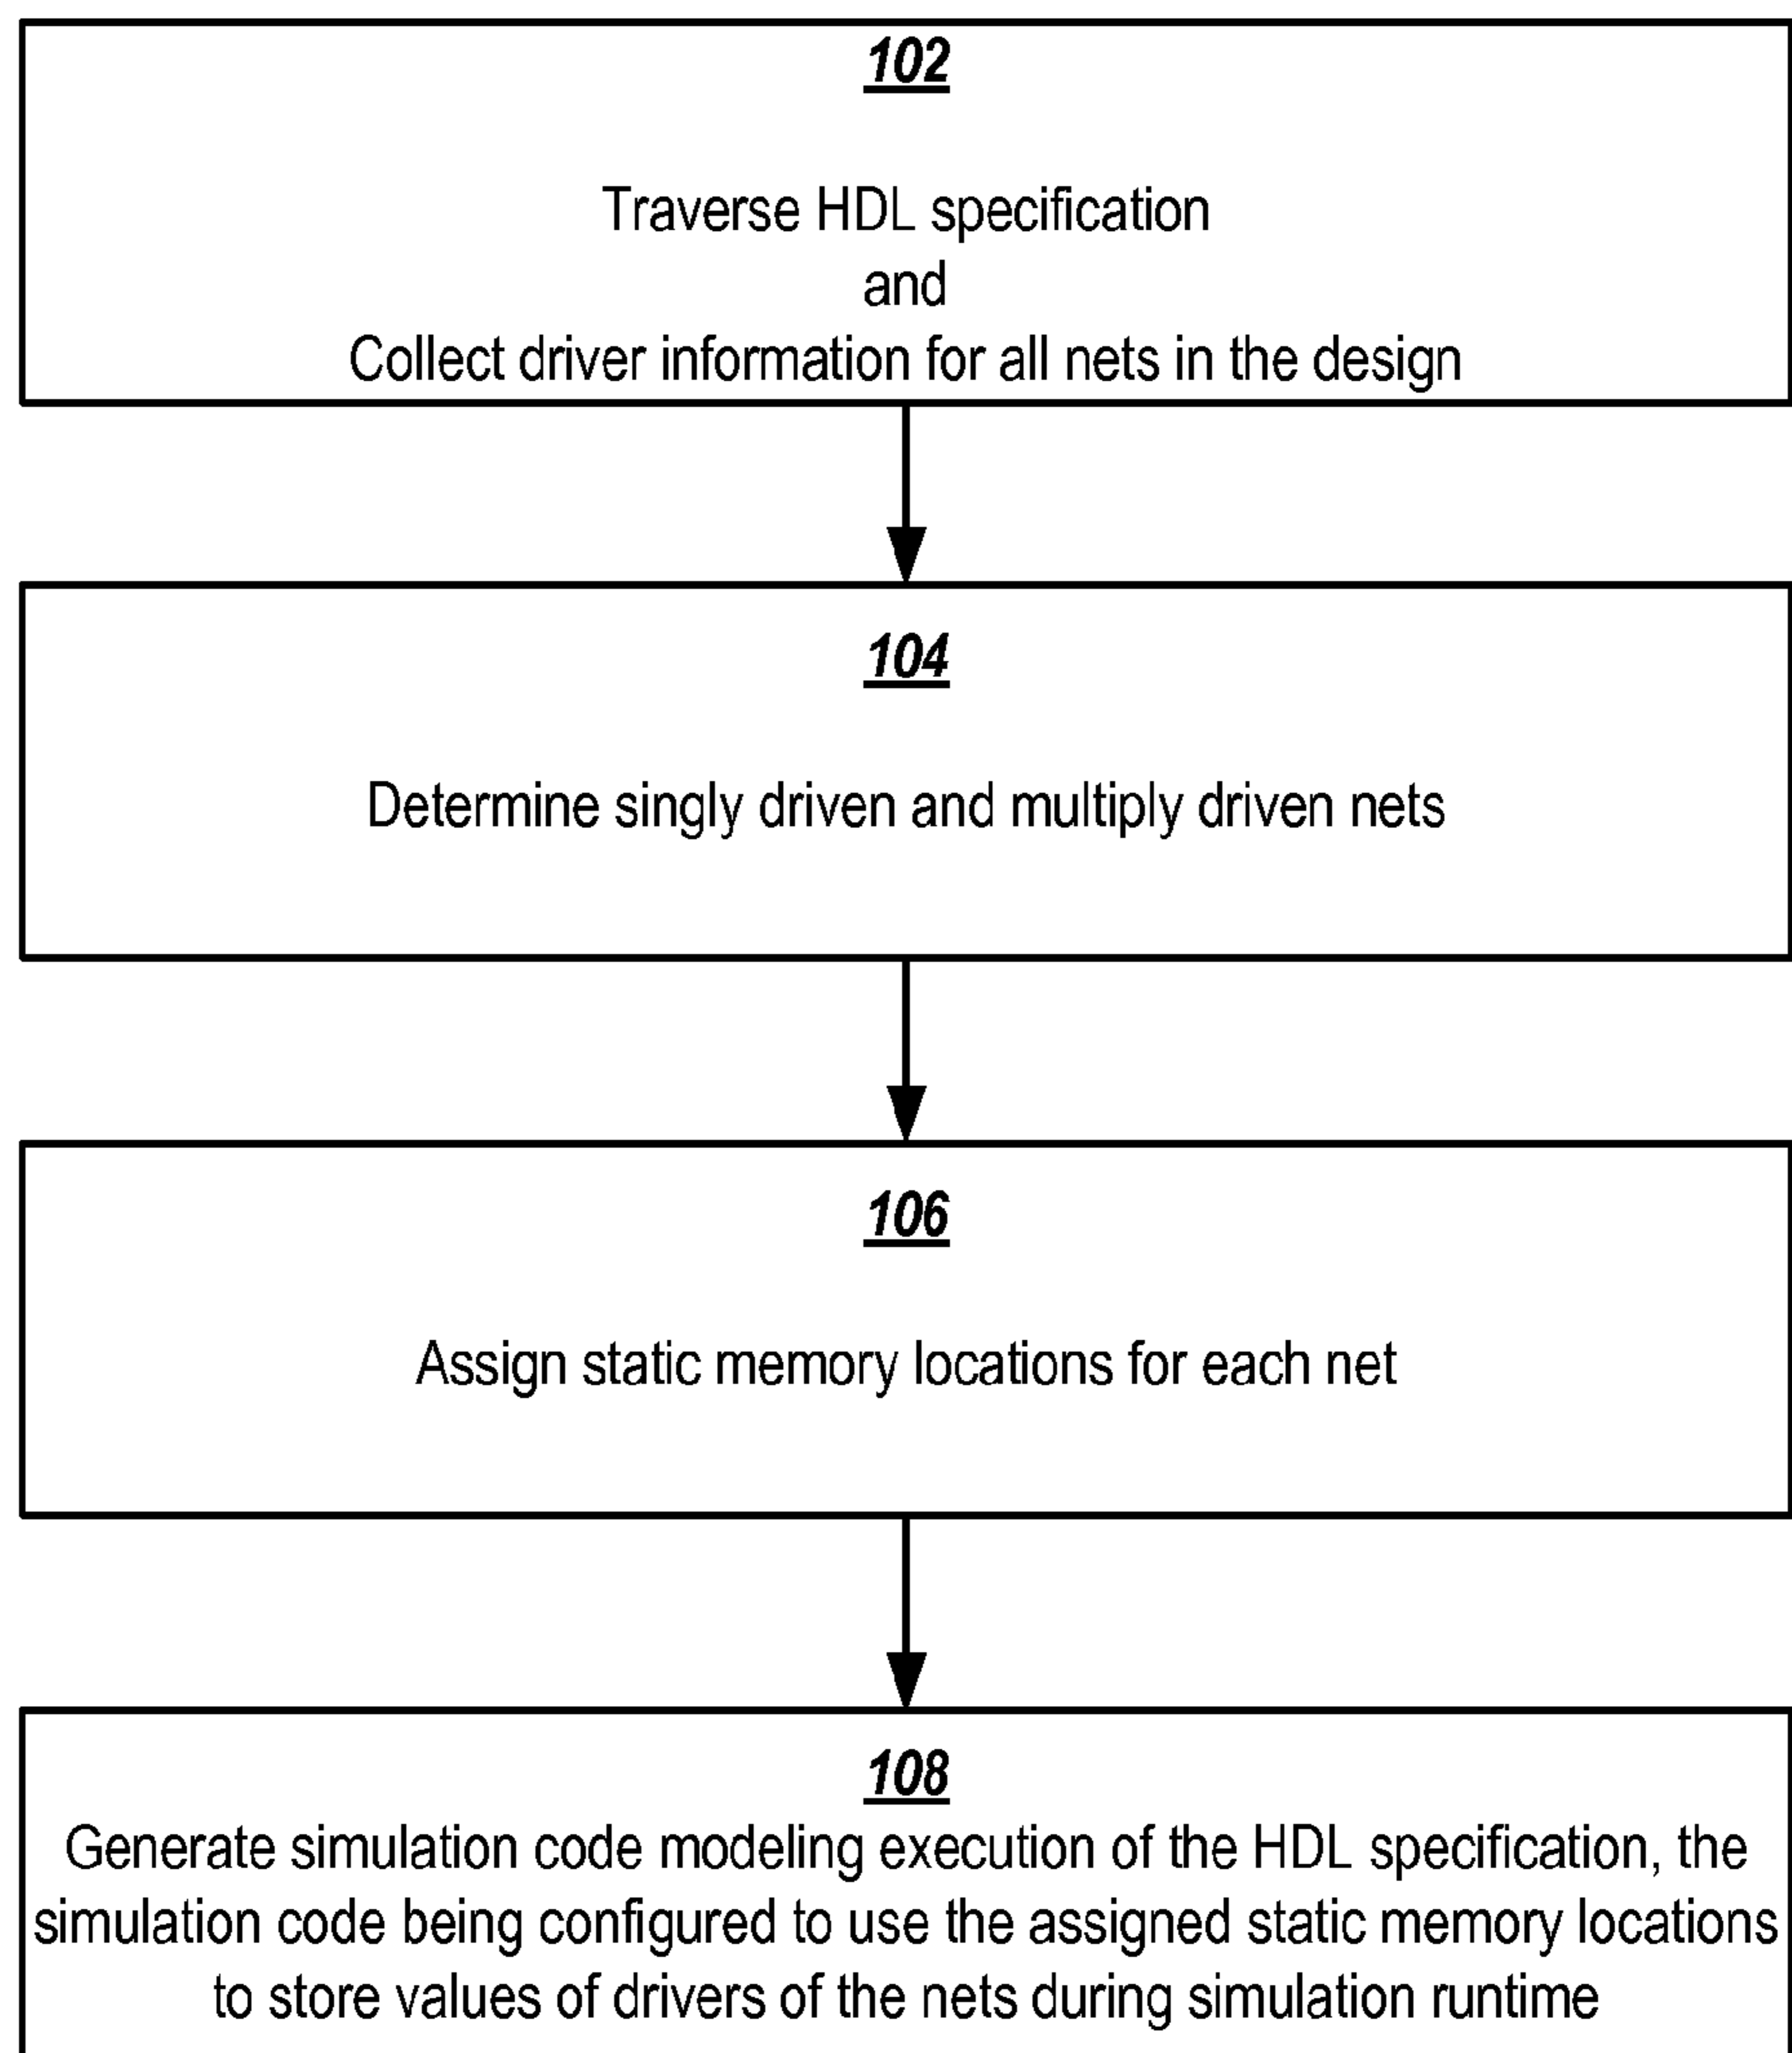 102
Traverse HDL specification
and
Collect driver information for all nets in the design
104
Determine singly driven and multiply driven nets
106
Assign static memory locations for each net
108
Generate simulation code modeling execution of the HDL specification, the
simulation code being configured to use the assigned static memory locations
to store values of drivers of the nets during simulation runtime